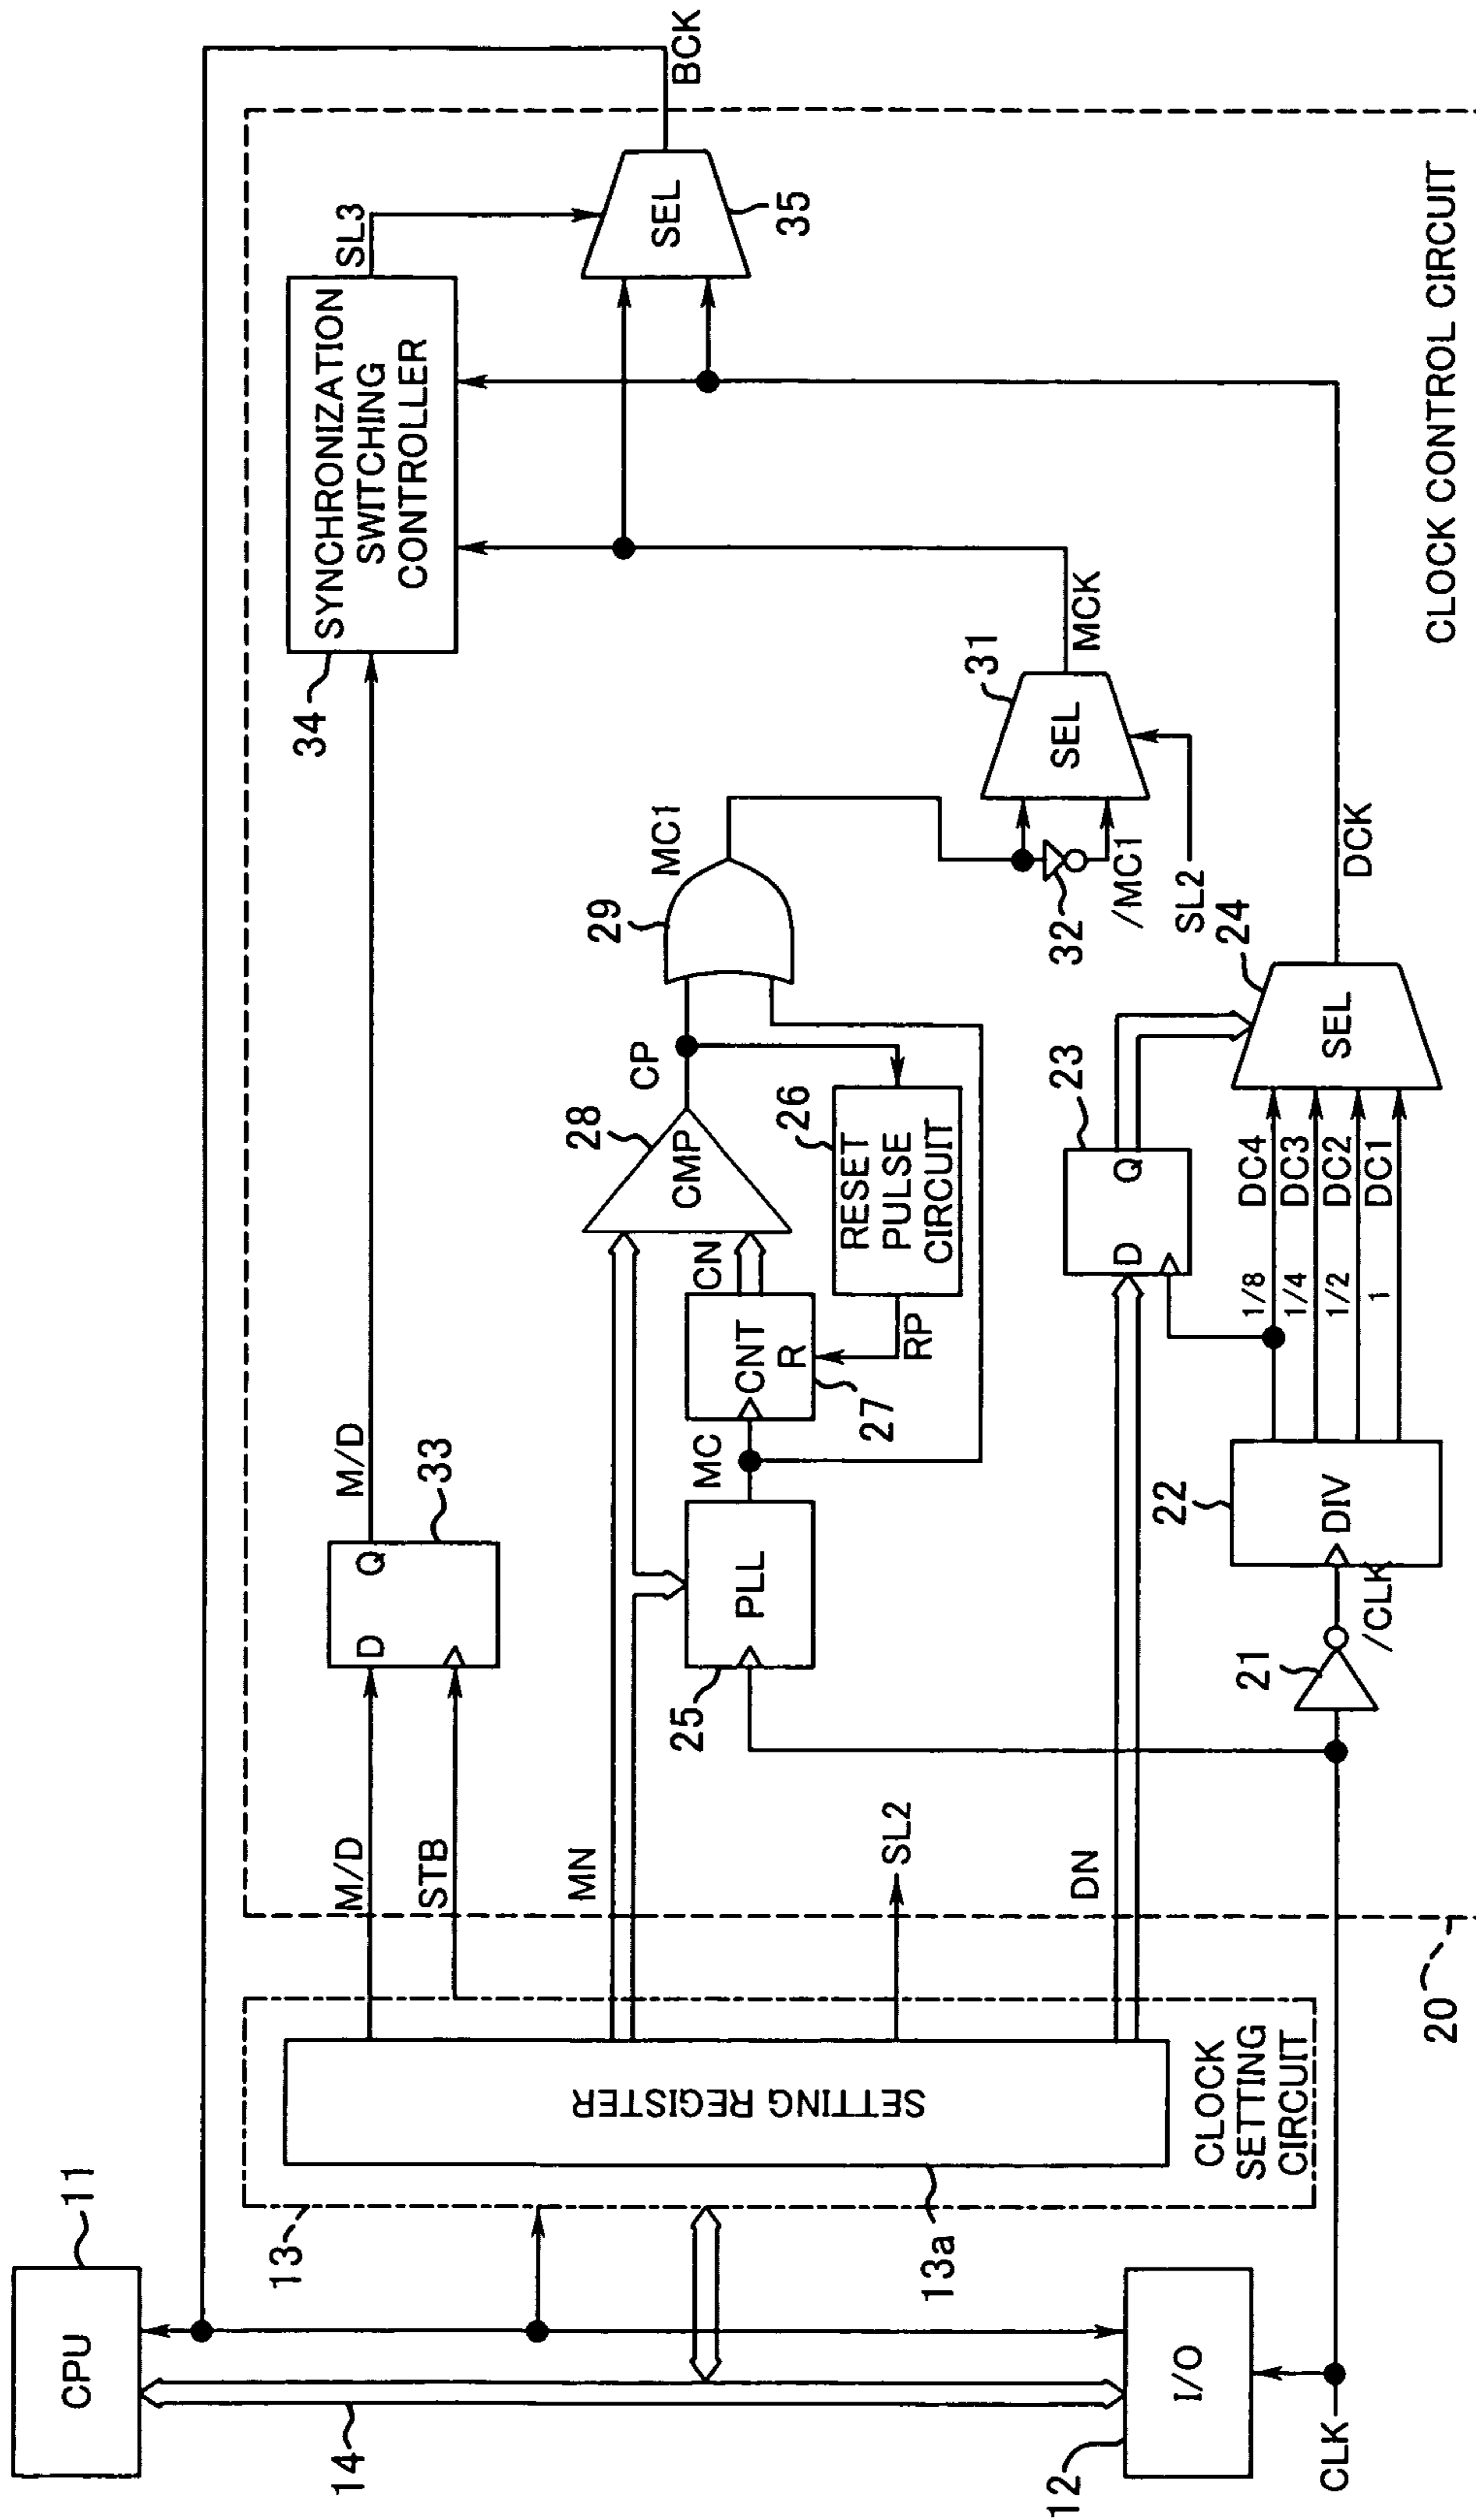 CPU
11
14
12
I/O
CLK
13
13a
SETTING REGISTER
CLOCK
SETTING
CIRCUIT
20
M/D
STB
MN
SL2
DN
D Q
33
M/D
25
PLL
MC
CNT
R
27
CN
RP
RESET
PULSE
CIRCUIT
26
28
CMP
CP
29
MC1
21
/CLK
22
DIV
1/8 DC4
1/4 DC3
1/2 DC2
1 DC1
D Q
23
24
SEL
DCK
32
/MC1
SL2
31
SEL
MCK
34
SYNCHRONIZATION
SWITCHING
CONTROLLER
SL3
SEL
35
BCK
CLOCK CONTROL CIRCUIT